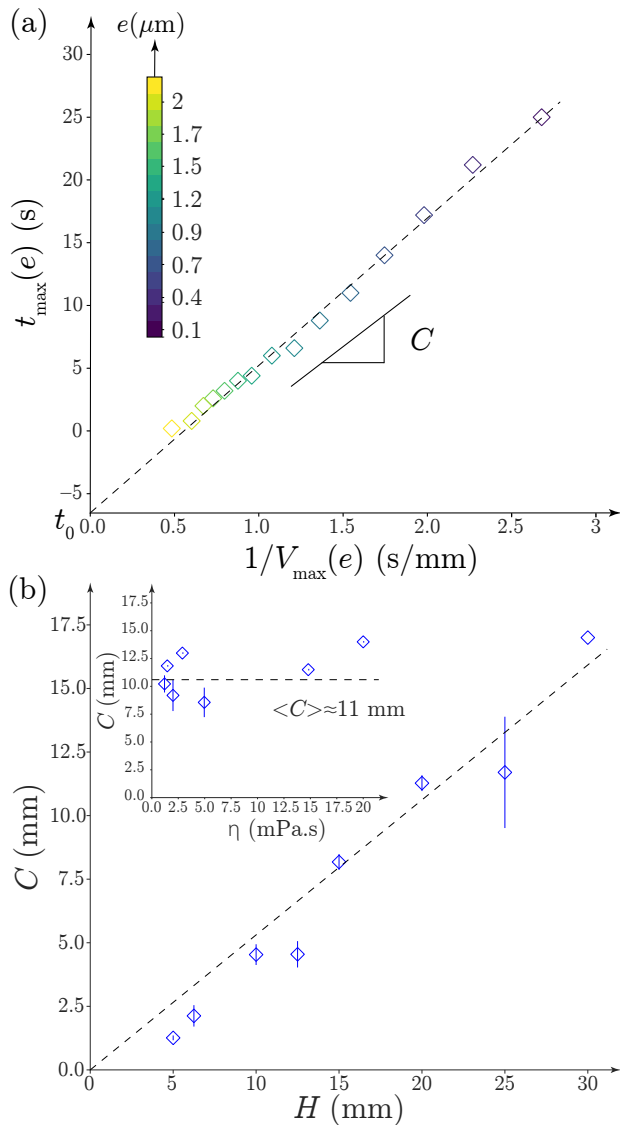 (a)
e(μm)
30
25
20
15
10
5
0
−5
t₀
t_max(e) (s)
2
1.7
1.5
1.2
0.9
0.7
0.4
0.1
C
0.0 0.5 1.0 1.5 2.0 2.5 3
1/V_max(e) (s/mm)
(b)
17.5
15.0
12.5
10.0
7.5
5.0
2.5
0.0
C (mm)
17.5
15.0
12.5
10.0
7.5
5.0
2.5
0.0
C (mm)
<C>≈11 mm
0.0 2.5 5.0 7.5 10 12.5 15 17.5 20
η (mPa.s)
0 5 10 15 20 25 30
H (mm)